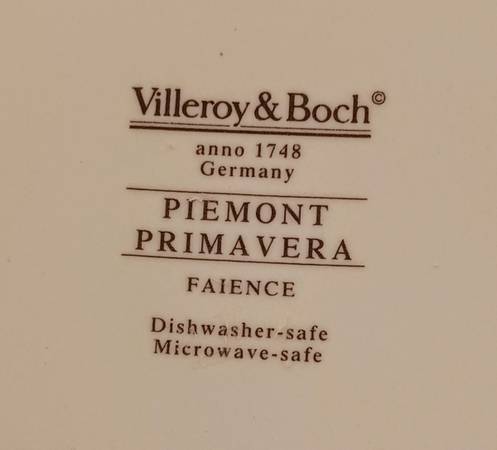 Villeroy & Boch©
anno 1748
Germany
PIEMONT
PRIMAVERA
FAIENCE
Dishwasher-safe
Microwave-safe